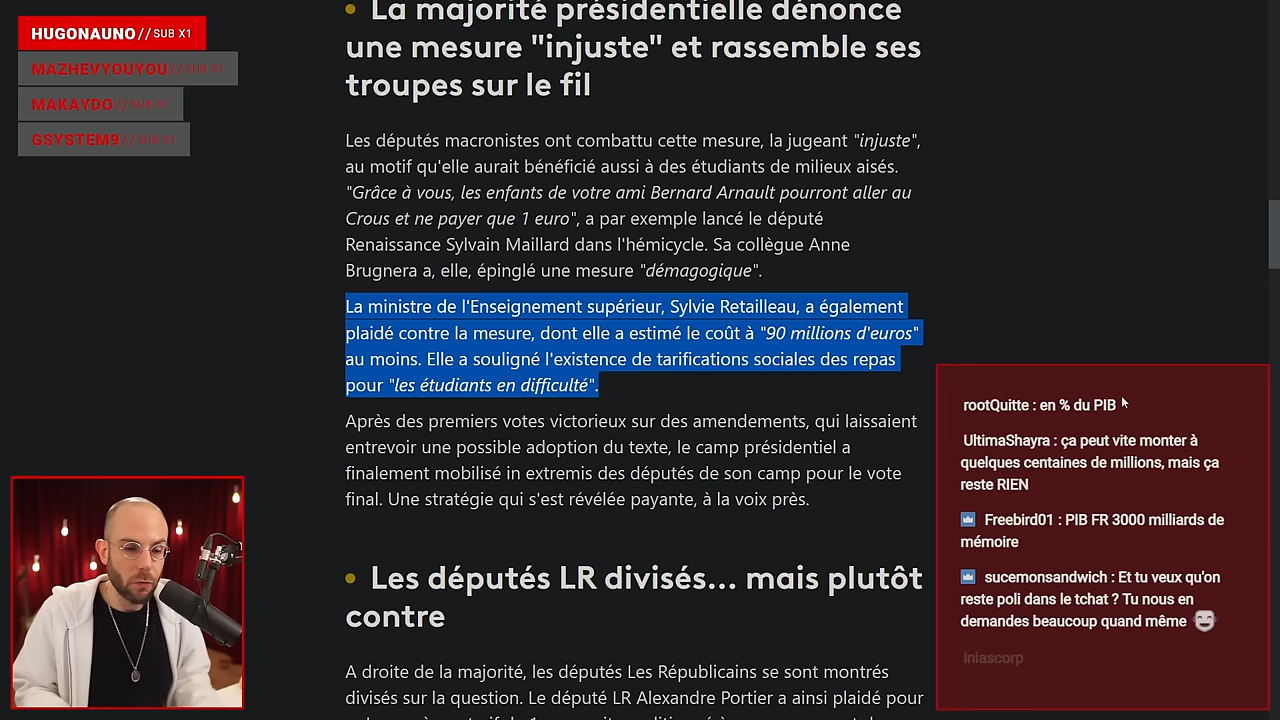 HUGONAUNO // SUB X1
MAZHEVYOUYOU // SUB X1
MAKAYDO // SUB X1
GSYSTEM9 // SUB X1
• La majorité présidentielle dénonce
une mesure "injuste" et rassemble ses
troupes sur le fil
Les députés macronistes ont combattu cette mesure, la jugeant "injuste",
au motif qu'elle aurait bénéficié aussi à des étudiants de milieux aisés.
"Grâce à vous, les enfants de votre ami Bernard Arnault pourront aller au
Crous et ne payer que 1 euro", a par exemple lancé le député
Renaissance Sylvain Maillard dans l'hémicycle. Sa collègue Anne
Brugnera a, elle, épinglé une mesure "démagogique".
La ministre de l'Enseignement supérieur, Sylvie Retailleau, a également
plaidé contre la mesure, dont elle a estimé le coût à "90 millions d'euros"
au moins. Elle a souligné l'existence de tarifications sociales des repas
pour "les étudiants en difficulté".
Après des premiers votes victorieux sur des amendements, qui laissaient
entrevoir une possible adoption du texte, le camp présidentiel a
finalement mobilisé in extremis des députés de son camp pour le vote
final. Une stratégie qui s'est révélée payante, à la voix près.
• Les députés LR divisés... mais plutôt
contre
A droite de la majorité, les députés Les Républicains se sont montrés
divisés sur la question. Le député LR Alexandre Portier a ainsi plaidé pour
rootQuitte : en % du PIB
UltimaShayra : ça peut vite monter à
quelques centaines de millions, mais ça
reste RIEN
Freebird01 : PIB FR 3000 milliards de
mémoire
sucemonsandwich : Et tu veux qu'on
reste poli dans le tchat ? Tu nous en
demandes beaucoup quand même
iniascorp